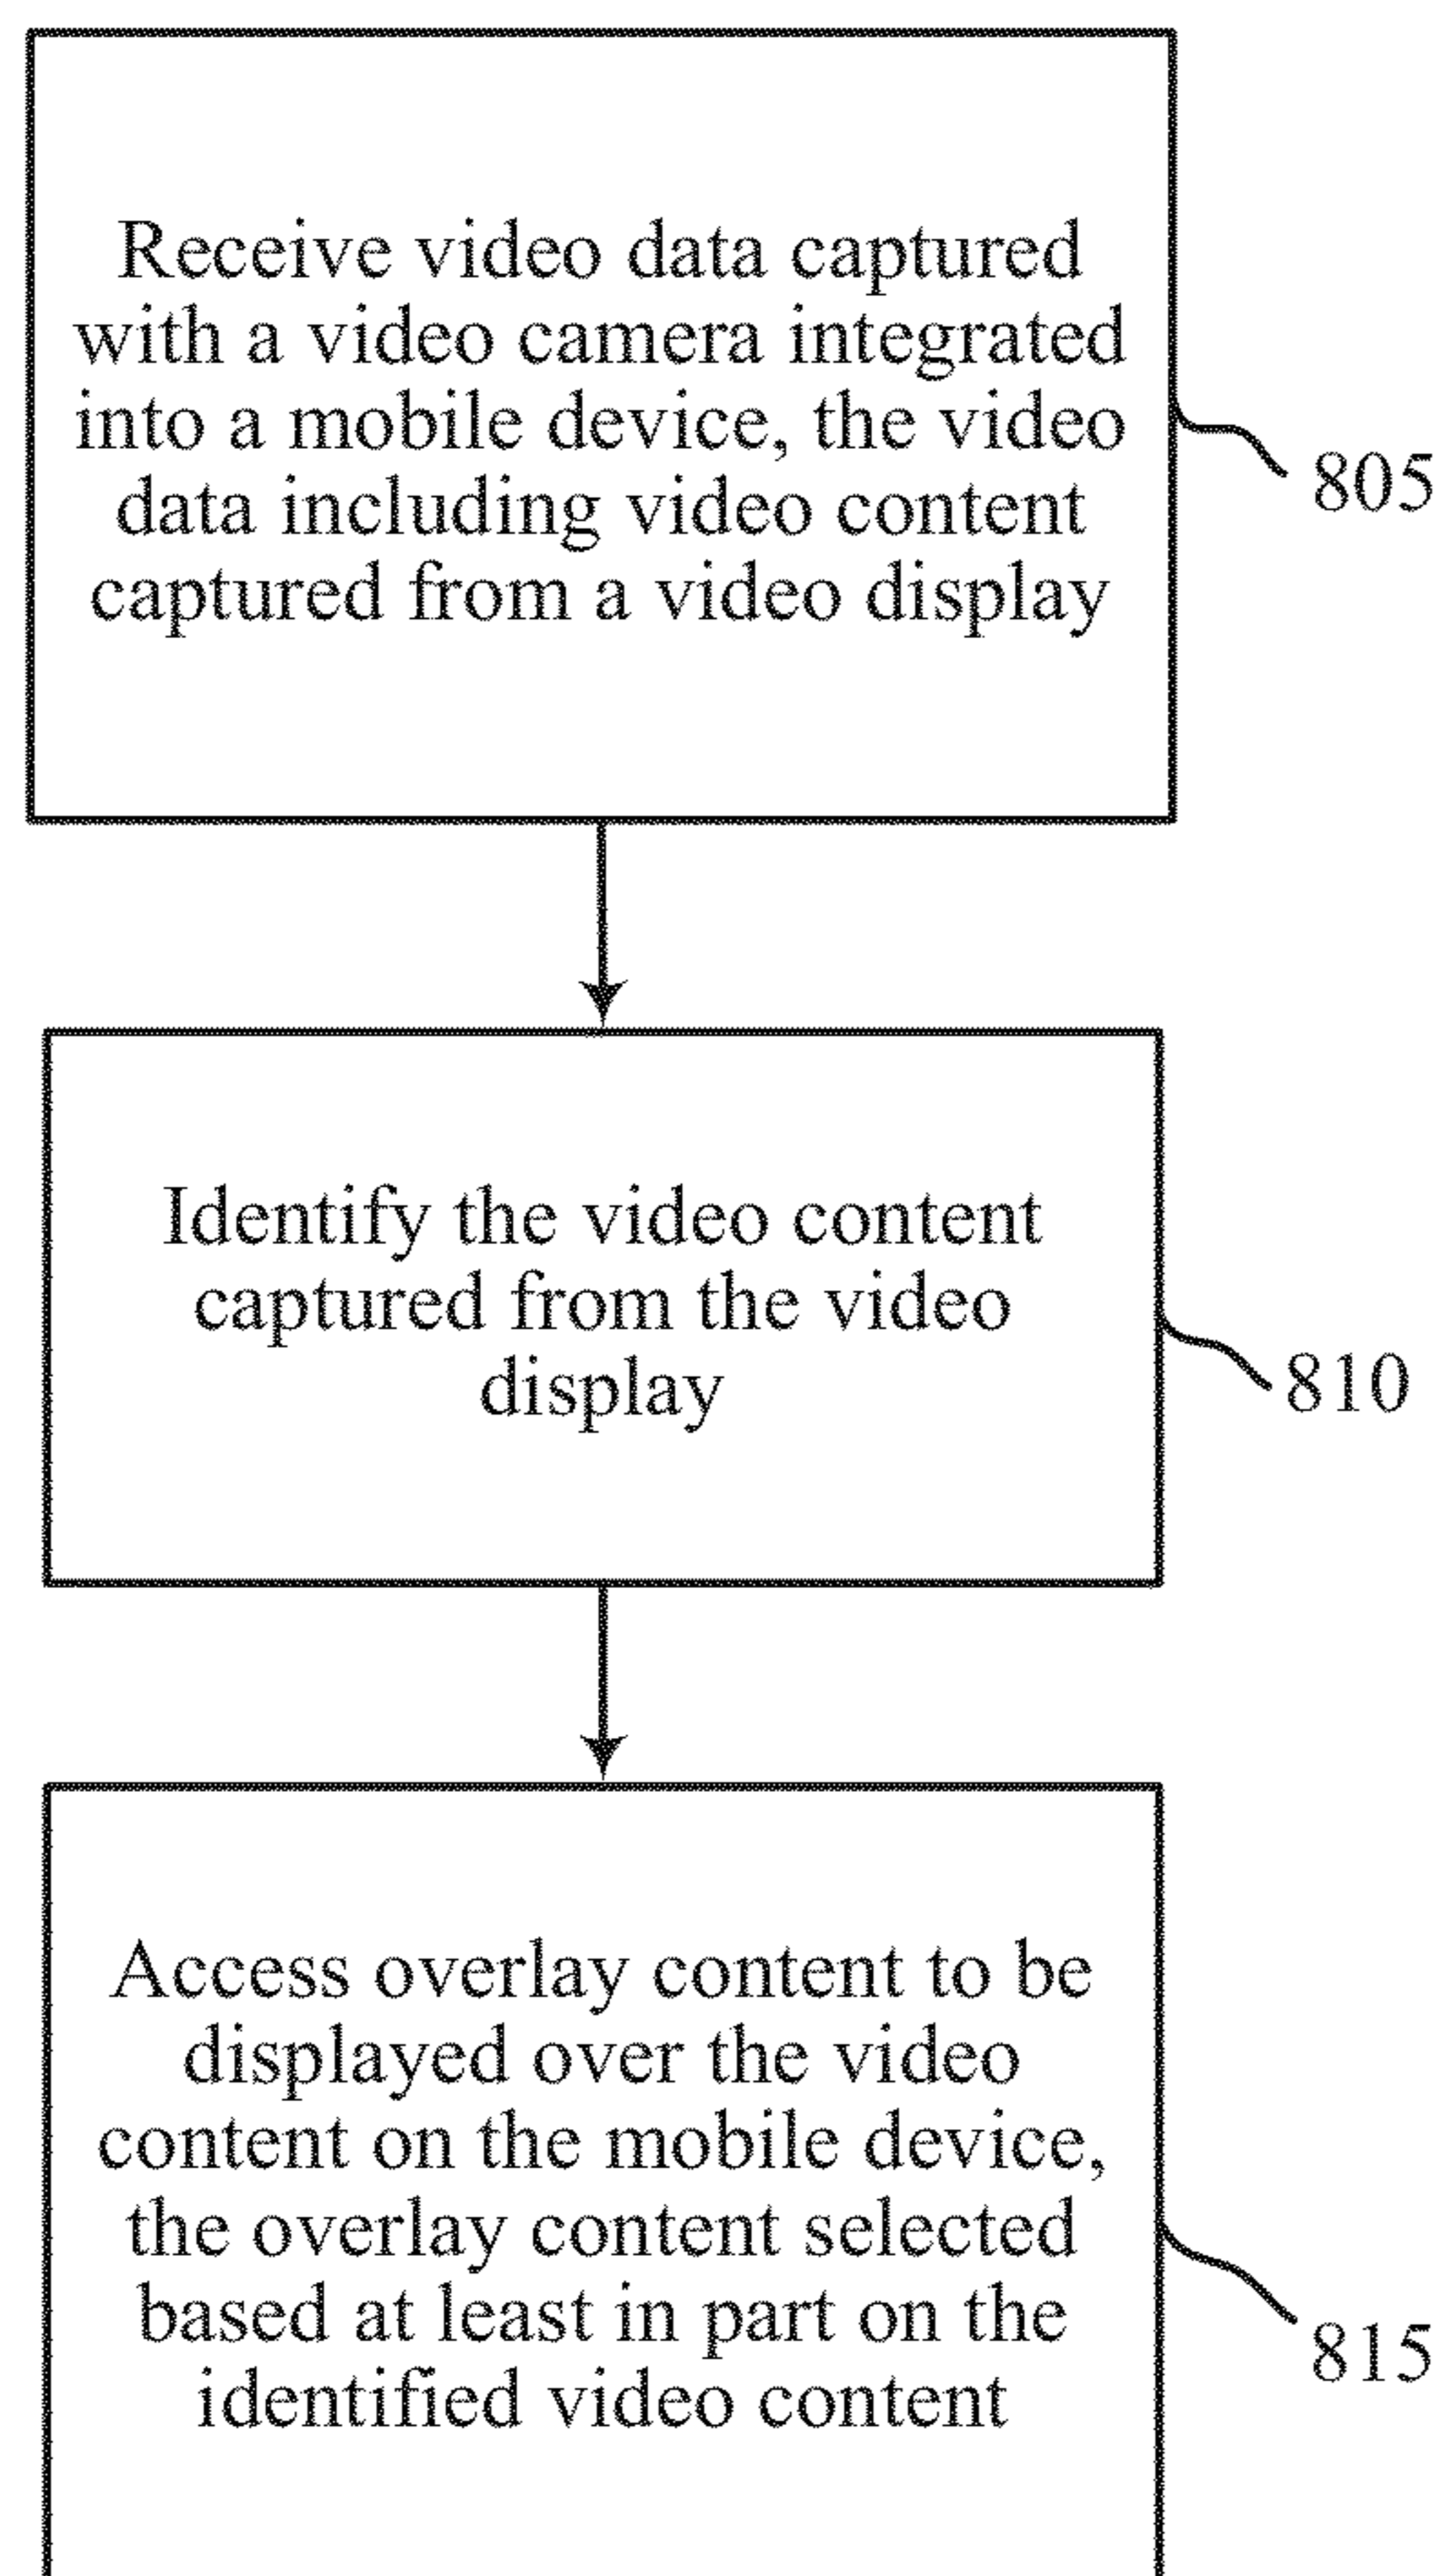 Receive video data captured
with a video camera integrated
into a mobile device, the video
data including video content
captured from a video display
805
Identify the video content
captured from the video
display
810
Access overlay content to be
displayed over the video
content on the mobile device,
the overlay content selected
based at least in part on the
identified video content
815